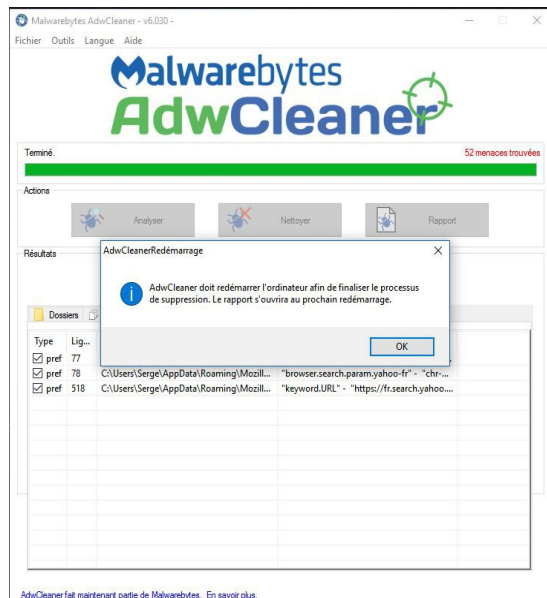 Malwarebytes AdwCleaner - v6.030 -
Fichier Outils Langue Aide
Malwarebytes
AdwCleaner
Terminé.
52 menaces trouvées
Actions
Analyser
Nettoyer
Rapport
Résultats
AdwCleanerRedémarrage
AdwCleaner doit redémarrer l'ordinateur afin de finaliser le processus
de suppression. Le rapport s'ouvrira au prochain redémarrage.
OK
Dossiers
Type Lig...
pref 77
pref 78 C:\Users\Serge\AppData\Roaming\Mozill... "browser.search.param.yahoo-fr" - "chr-...
pref 518 C:\Users\Serge\AppData\Roaming\Mozill... "keyword.URL" - "https://fr.search.yahoo....
AdwCleaner fait maintenant partie de Malwarebytes. En savoir plus.